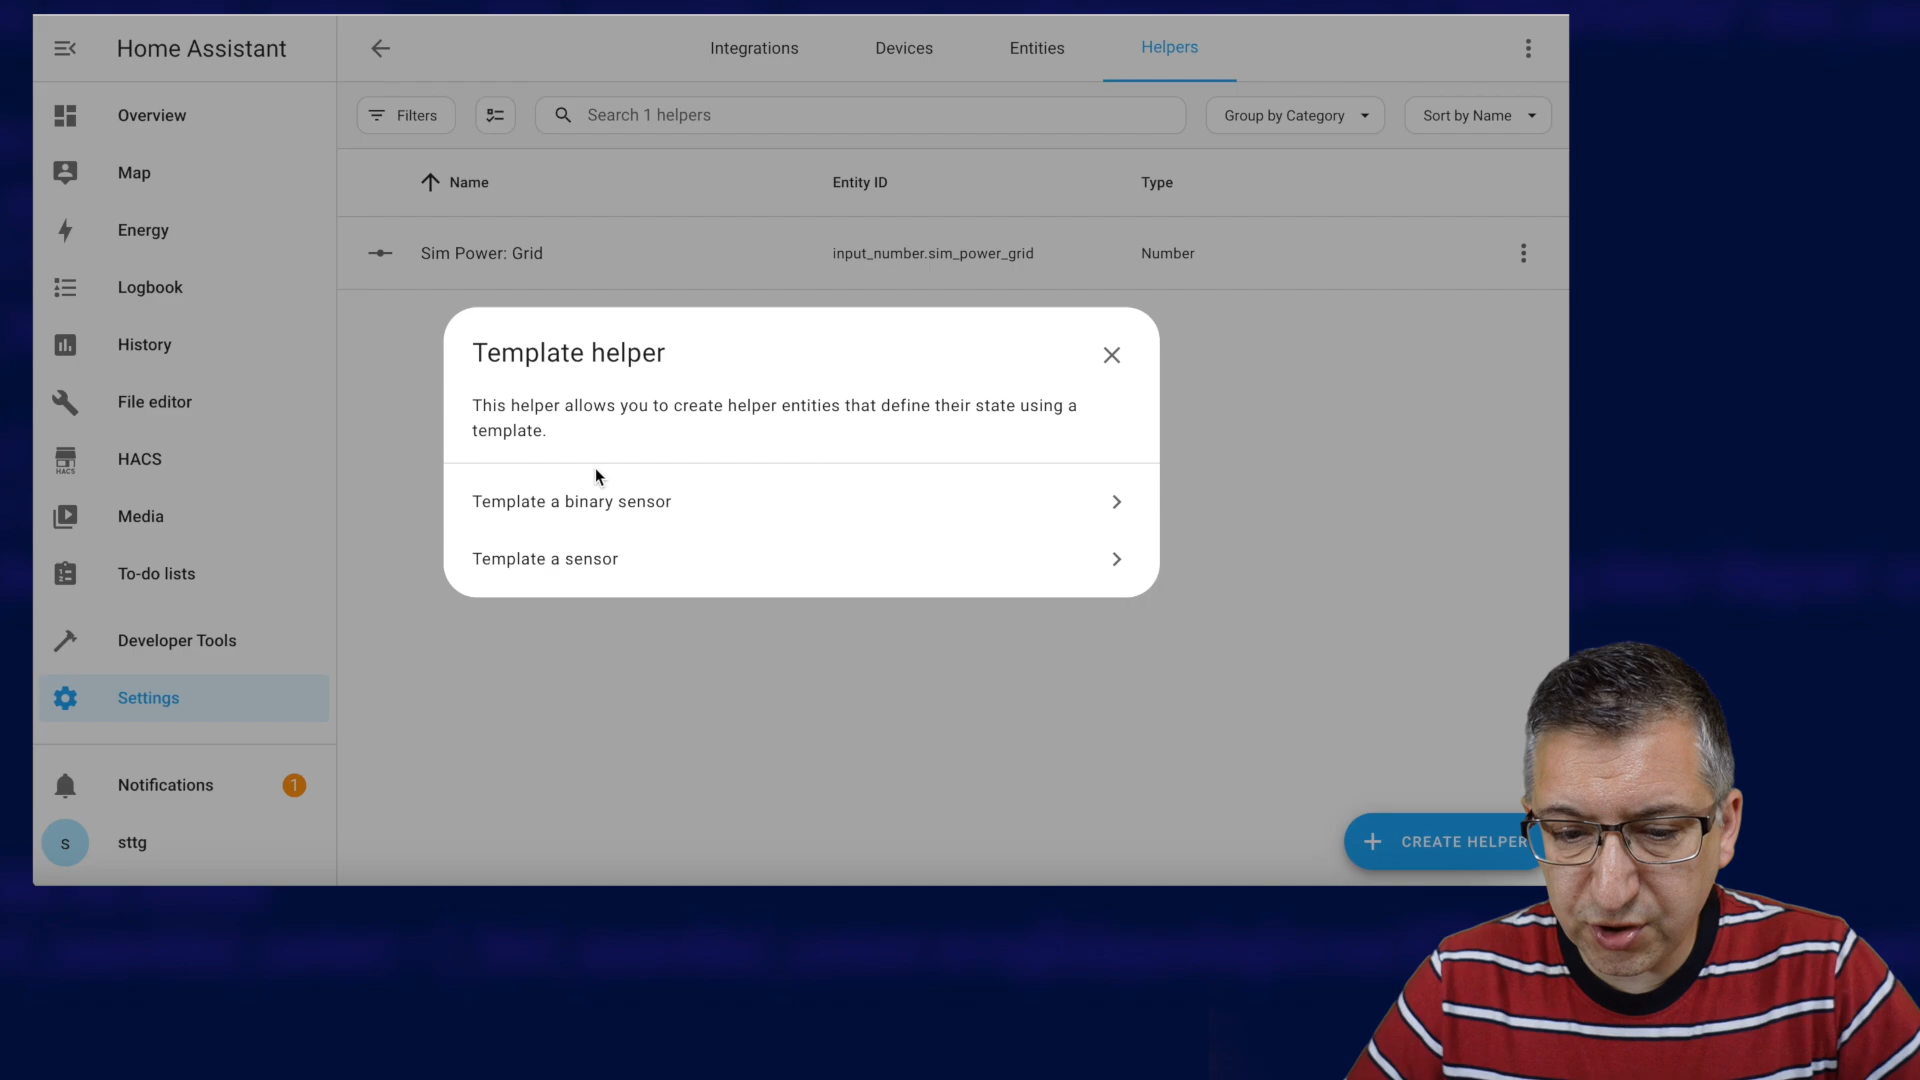 Home Assistant
Integrations
Devices
Entities
Helpers
Filters
Search 1 helpers
Group by Category
Sort by Name
Name
Entity ID
Type
Sim Power: Grid
input_number.sim_power_grid
Number
Overview
Map
Energy
Logbook
History
File editor
HACS
HACS
Media
To-do lists
Developer Tools
Settings
Notifications
1
s
sttg
Template helper
This helper allows you to create helper entities that define their state using a
template.
Template a binary sensor
Template a sensor
CREATE HELPER